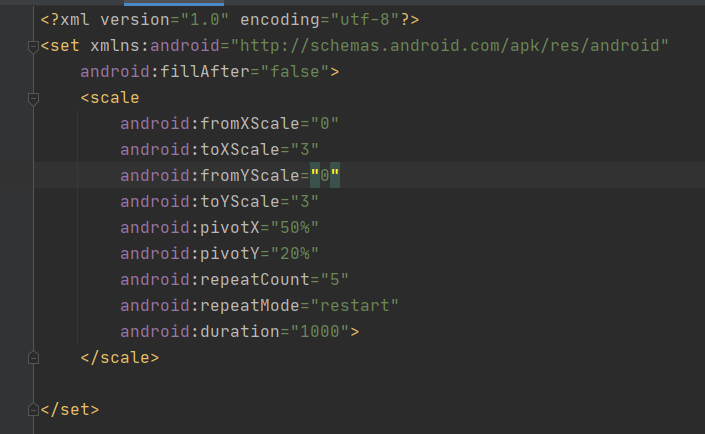 <?xml version="1.0" encoding="utf-8"?>
<set xmlns:android="http://schemas.android.com/apk/res/android"
    android:fillAfter="false">
    <scale
        android:fromXScale="0"
        android:toXScale="3"
        android:fromYScale="0"
        android:toYScale="3"
        android:pivotX="50%"
        android:pivotY="20%"
        android:repeatCount="5"
        android:repeatMode="restart"
        android:duration="1000">
    </scale>

</set>